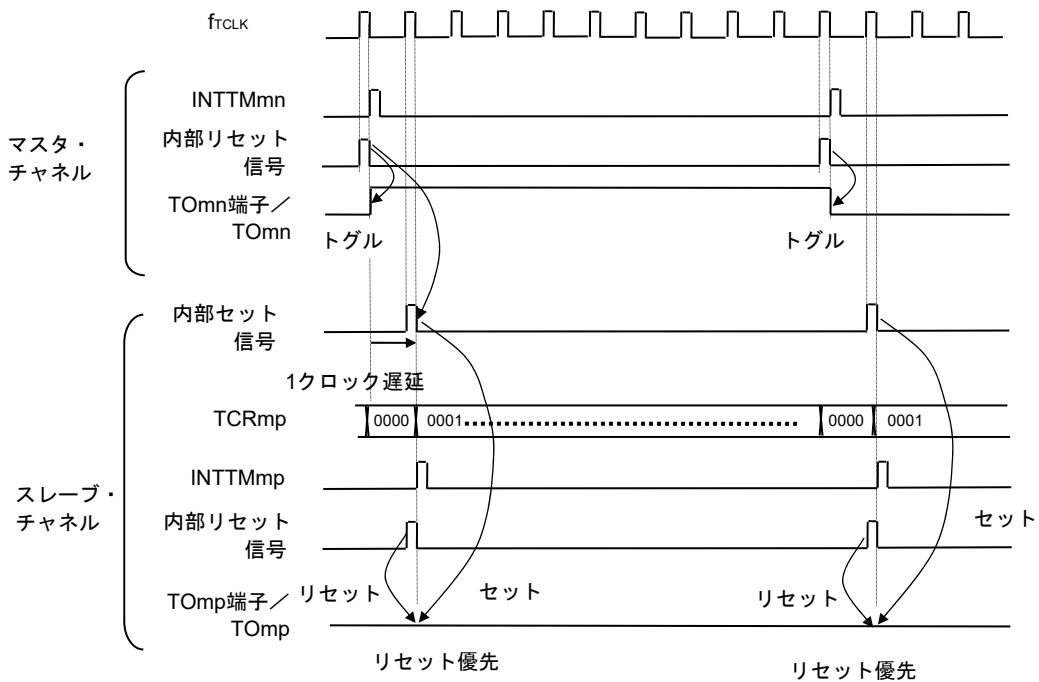 fTCLK
マスタ・
チャネル
INTTMmn
内部リセット
信号
TOmn端子／
TOmn
トグル
トグル
スレーブ・
チャネル
内部セット
信号
1クロック遅延
TCRmp
0000
0001
0000
0001
INTTMmp
内部リセット
信号
セット
TOmp端子／
TOmp
リセット
セット
リセット
リセット優先
リセット優先